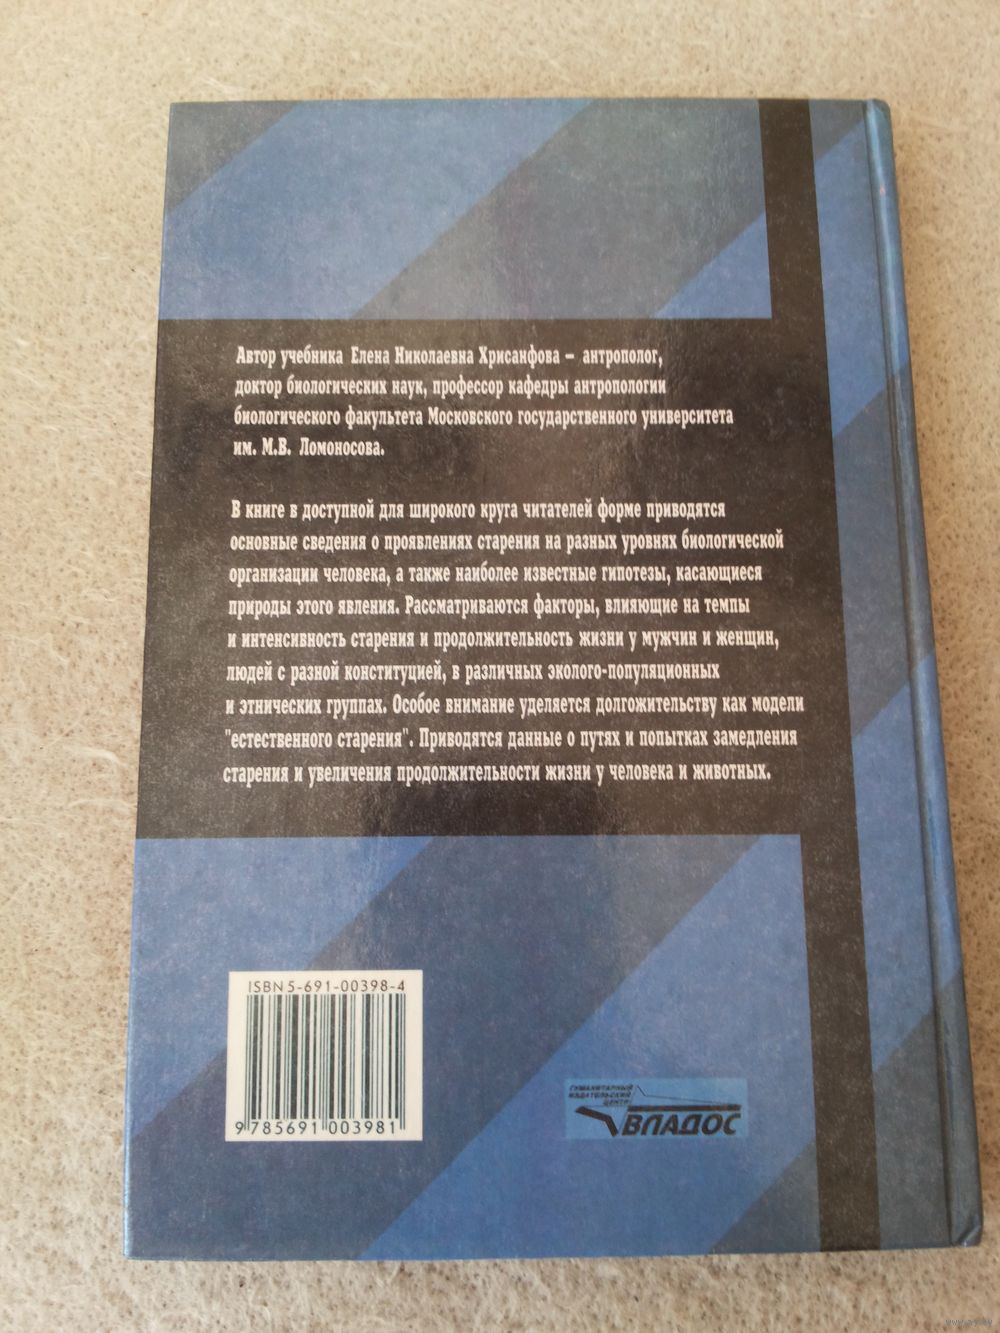 Автор учебника Елена Николаевна Хрисанфова – антрополог,
доктор биологических наук, профессор кафедры антропологии
биологического факультета Московского государственного университета
им. М.В. Ломоносова.
В книге в доступной для широкого круга читателей форме приводятся
основные сведения о проявлениях старения на разных уровнях биологической
организации человека, а также наиболее известные гипотезы, касающиеся
природы этого явления. Рассматриваются факторы, влияющие на темпы
и интенсивность старения и продолжительность жизни у мужчин и женщин,
людей с разной конституцией, в различных эколого-популяционных
и этнических группах. Особое внимание уделяется долгожительству как модели
"естественного старения". Приводятся данные о путях и попытках замедления
старения и увеличения продолжительности жизни у человека и животных.
ISBN 5-691-00398-4
9 785691 003981
ГУМАНИТАРНЫЙ
ИЗДАТЕЛЬСКИЙ
ЦЕНТР
ВЛАДОС